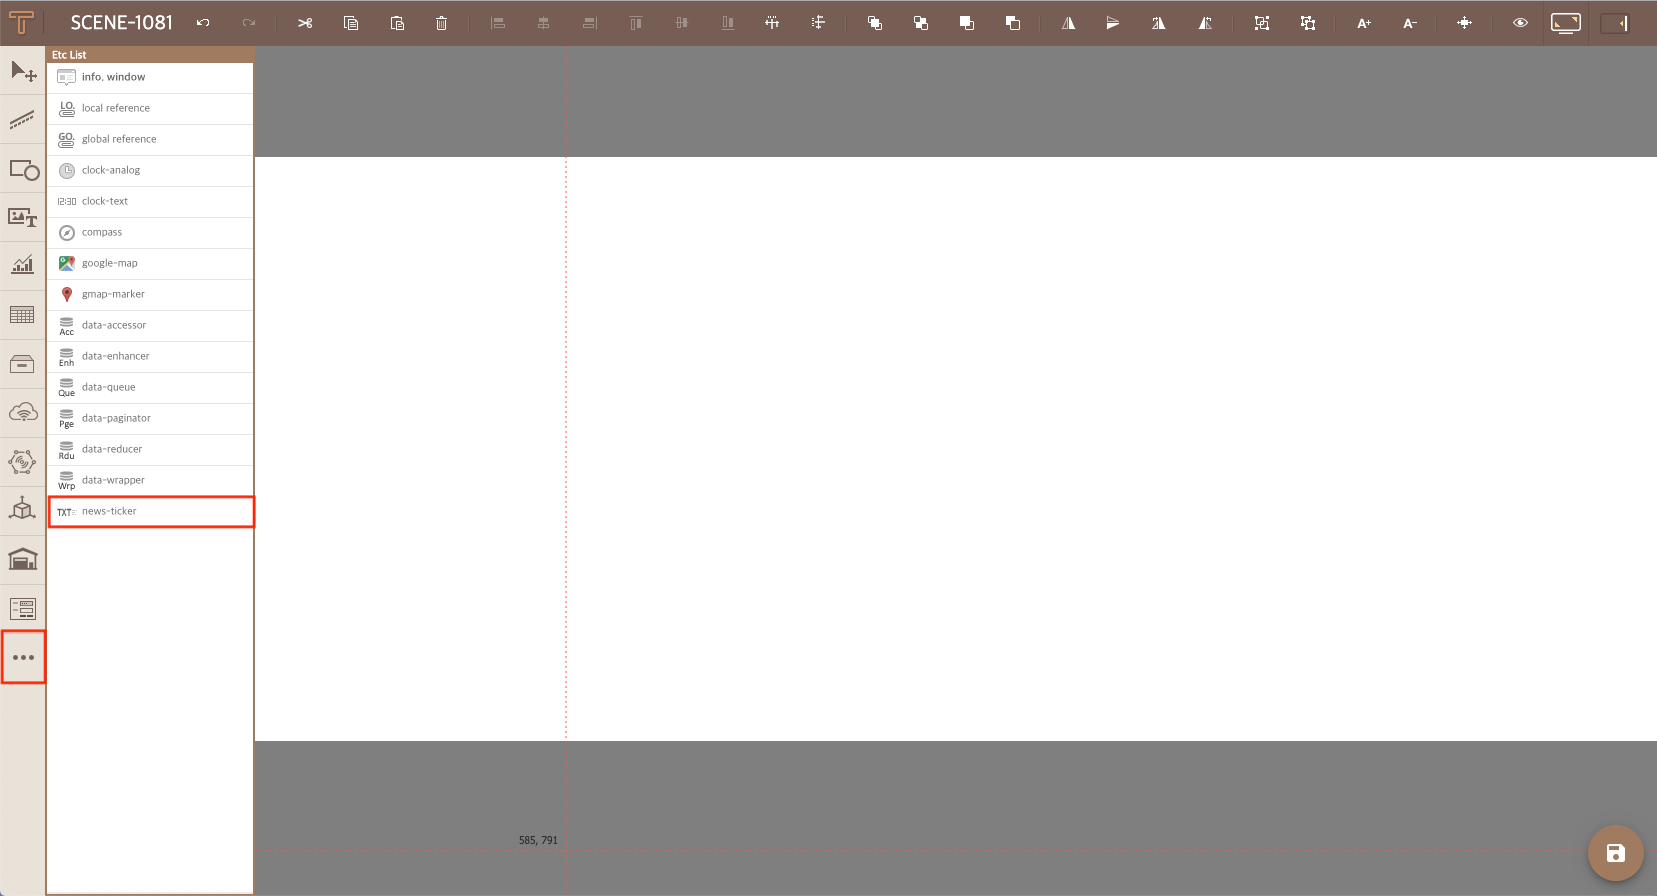 T SCENE-1081
A+ A-
Etc List
info. window
LO. local reference
GO. global reference
clock-analog
12:30 clock-text
compass
G google-map
gmap-marker
Acc data-accessor
Enh data-enhancer
Que data-queue
Pge data-paginator
Rdu data-reducer
Wrp data-wrapper
TXT news-ticker
T
585, 791